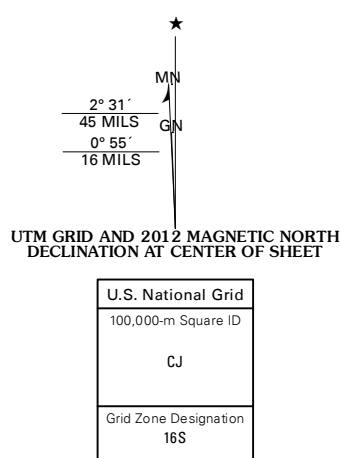 ★
MN
2° 31´
45 MILS
GN
0° 55´
16 MILS
UTM GRID AND 2012 MAGNETIC NORTH
DECLINATION AT CENTER OF SHEET
U.S. National Grid
100,000-m Square ID
CJ
Grid Zone Designation
16S